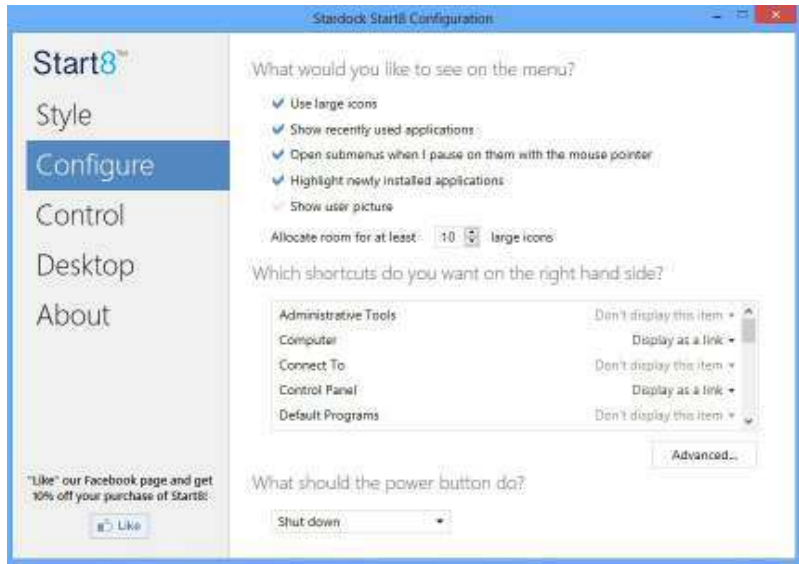 Stardock Start8 Configuration
Start8™
Style
Configure
Control
Desktop
About
"Like" our Facebook page and get
10% off your purchase of Start8!
Like
What would you like to see on the menu?
Use large icons
Show recently used applications
Open submenus when I pause on them with the mouse pointer
Highlight newly installed applications
Show user picture
Allocate room for at least 10 large icons
Which shortcuts do you want on the right hand side?
Administrative Tools Don't display this item
Computer Display as a link
Connect To Don't display this item
Control Panel Display as a link
Default Programs Don't display this item
Advanced...
What should the power button do?
Shut down